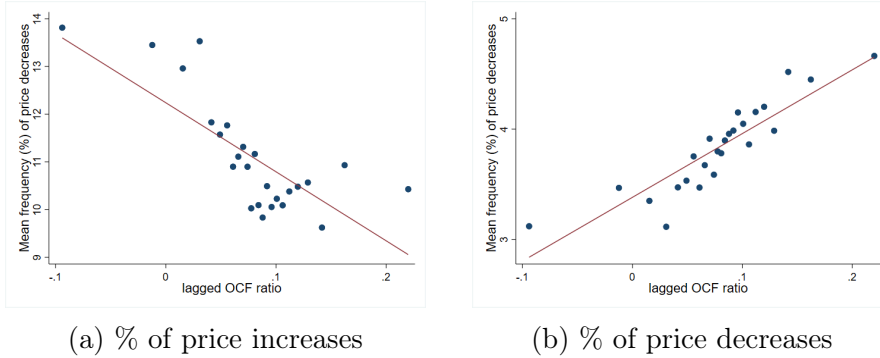 Mean frequency (%) of price decreases
14
13
12
11
10
9
-.1
0
.1
.2
lagged OCF ratio
(a) % of price increases
Mean frequency (%) of price decreases
5
4
3
-.1
0
.1
.2
lagged OCF ratio
(b) % of price decreases